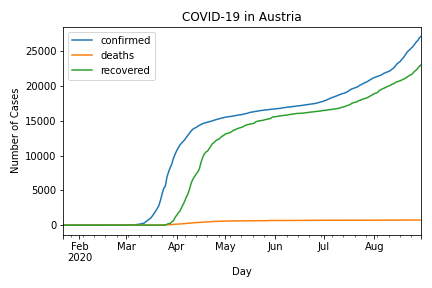 COVID-19 in Austria
confirmed
deaths
recovered
Number of Cases
25000
20000
15000
10000
5000
0
Feb Mar Apr May Jun Jul Aug
2020
Day